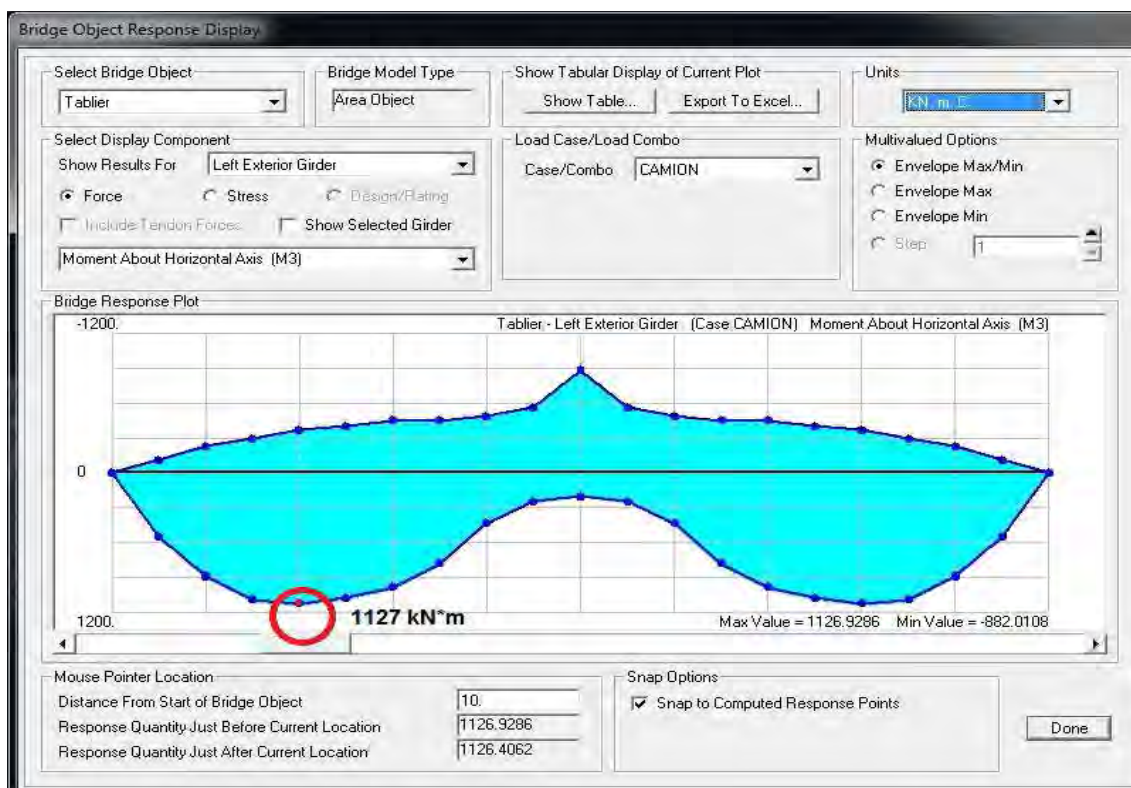 Bridge Object Response Display
Select Bridge Object
Tablier
Bridge Model Type
Area Object
Show Tabular Display of Current Plot
Show Table...
Export To Excel...
Units
KN, m, C
Select Display Component
Show Results For
Left Exterior Girder
Force
Stress
Design/Rating
Include Tendon Forces
Show Selected Girder
Moment About Horizontal Axis (M3)
Load Case/Load Combo
Case/Combo
CAMION
Multivalued Options
Envelope Max/Min
Envelope Max
Envelope Min
Step
1
Bridge Response Plot
-1200.
Tablier - Left Exterior Girder (Case CAMION) Moment About Horizontal Axis (M3)
0
1127 kN*m
1200.
Max Value = 1126.9286 Min Value = -882.0108
Mouse Pointer Location
Distance From Start of Bridge Object
10.
Response Quantity Just Before Current Location
1126.9286
Response Quantity Just After Current Location
1126.4062
Snap Options
Snap to Computed Response Points
Done